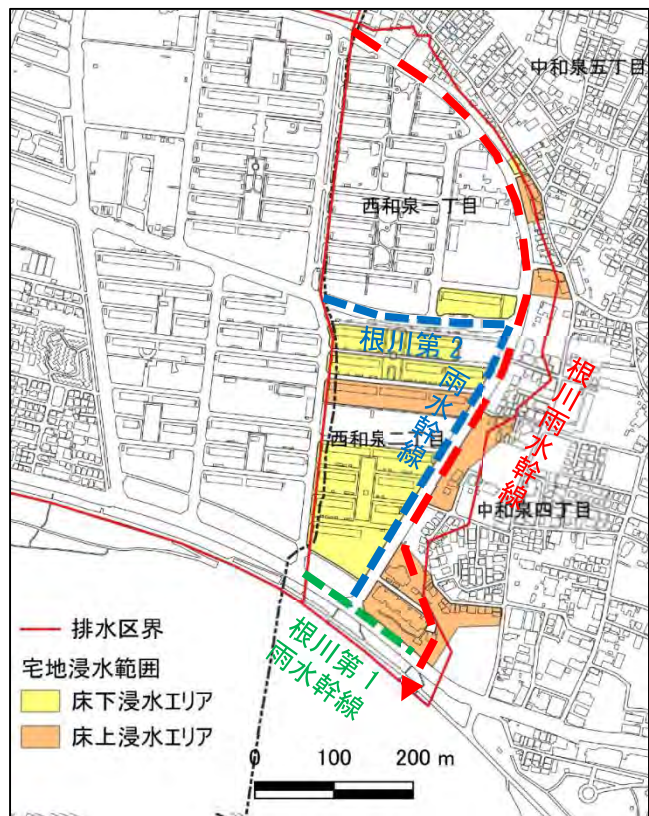 中和泉五丁目
西和泉一丁目
根川第2
雨水幹線
根川雨水幹線
西和泉二丁目
中和泉四丁目
根川第1
雨水幹線
排水区界
宅地浸水範囲
床下浸水エリア
床上浸水エリア
0 100 200 m